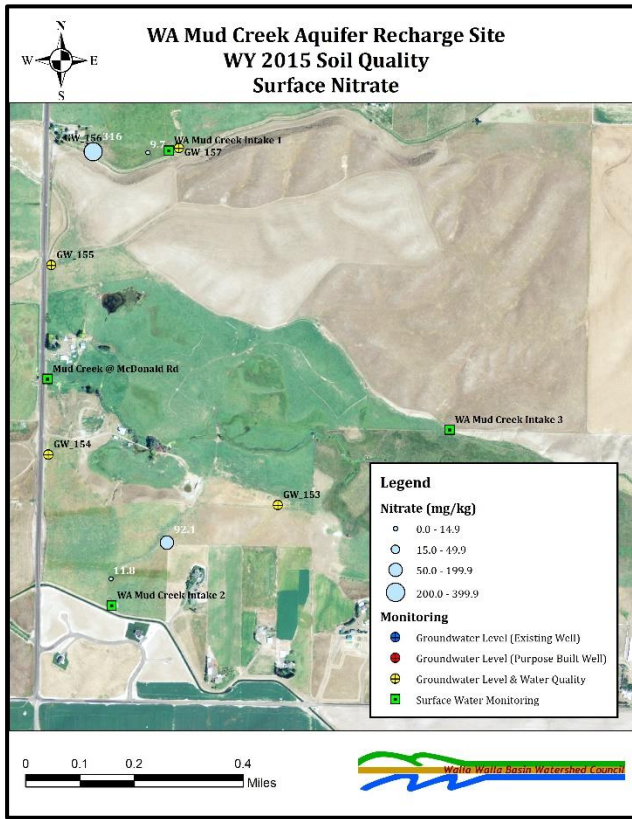 WA Mud Creek Aquifer Recharge Site
WY 2015 Soil Quality
Surface Nitrate
N
W E
S
GW_156 316
9.7 WA Mud Creek Intake 1
GW_157
GW_155
Mud Creek @ McDonald Rd
WA Mud Creek Intake 3
GW_154
GW_153
92.1
11.8
WA Mud Creek Intake 2
Legend
Nitrate (mg/kg)
0.0 - 14.9
15.0 - 49.9
50.0 - 199.9
200.0 - 399.9
Monitoring
Groundwater Level (Existing Well)
Groundwater Level (Purpose Built Well)
Groundwater Level & Water Quality
Surface Water Monitoring
0 0.1 0.2 0.4
Miles
Walla Walla Basin Watershed Council